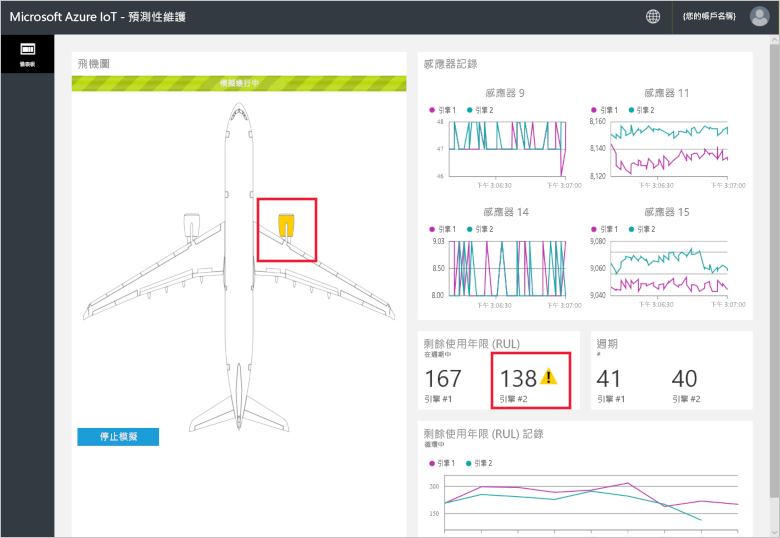 Microsoft Azure IoT - 預測性維護
{您的帳戶名稱}
儀表板
飛機圖
模擬進行中
停止模擬
感應器記錄
感應器 9
引擎 1 引擎 2
48
47
46
下午 3:06:30 下午 3:07:00
感應器 11
引擎 1 引擎 2
8,160
8,140
8,120
下午 3:06:30 下午 3:07:00
感應器 14
引擎 1 引擎 2
9.03
8.50
8.00
下午 3:06:30 下午 3:07:00
感應器 15
引擎 1 引擎 2
9,080
9,060
9,040
下午 3:06:30 下午 3:07:00
剩餘使用年限 (RUL)
在週期中
167 138
引擎 #1 引擎 #2
週期
#
41 40
引擎 #1 引擎 #2
剩餘使用年限 (RUL) 記錄
循環中
引擎 1 引擎 2
300
150